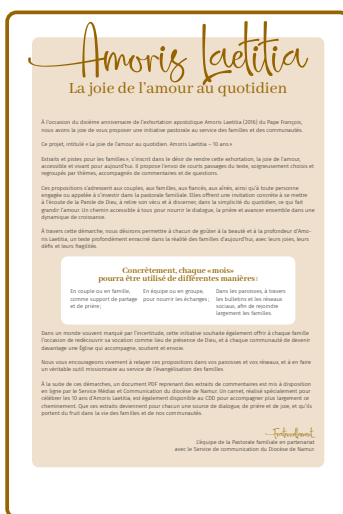 Amoris Laetitia
La joie de l'amour au quotidien
À l'occasion du dixième anniversaire de l'exhortation apostolique Amoris Laetitia (2016) du Pape François,
nous avons la joie de vous proposer une initiative pastorale au service des familles et des communautés.
Ce projet, intitulé « La joie de l'amour au quotidien. Amoris Laetitia – 10 ans »
Extraits et pistes pour les familles », s'inscrit dans le désir de rendre cette exhortation, la joie de l'amour,
accessible et vivant pour aujourd'hui. Il propose l'envoi de courts passages du texte, soigneusement choisis et
regroupés par thèmes, accompagnés de commentaires et de questions.
Ces propositions s'adressent aux couples, aux familles, aux fiancés, aux aînés, ainsi qu'à toute personne
engagée ou appelée à s'investir dans la pastorale familiale. Elles offrent une invitation concrète à se mettre
à l'écoute de la Parole de Dieu, à relire son vécu et à discerner, dans la simplicité du quotidien, ce qui fait
grandir l'amour. Un chemin accessible à tous pour nourrir le dialogue, la prière et avancer ensemble dans une
dynamique de croissance.
À travers cette démarche, nous désirons permettre à chacun de goûter à la beauté et à la profondeur d'Amo-
ris Laetitia, un texte profondément enraciné dans la réalité des familles d'aujourd'hui, avec leurs joies, leurs
défis et leurs fragilités.
Concrètement, chaque « mois »
pourra être utilisé de différentes manières :
En couple ou en famille,
comme support de partage
et de prière ;
En équipe ou en groupe,
pour nourrir les échanges ;
Dans les paroisses, à travers
les bulletins et les réseaux
sociaux, afin de rejoindre
largement les familles.
Dans un monde souvent marqué par l'incertitude, cette initiative souhaite également offrir à chaque famille
l'occasion de redécouvrir sa vocation comme lieu de présence de Dieu, et à chaque communauté de devenir
davantage une Église qui accompagne, soutient et envoie.
Nous vous encourageons vivement à relayer ces propositions dans vos paroisses et vos réseaux, et à en faire
un véritable outil missionnaire au service de l'évangélisation des familles.
À la suite de ces démarches, un document PDF reprenant des extraits de commentaires est mis à disposition
en ligne par le Service Médias et Communication du diocèse de Namur. Un carnet, réalisé spécialement pour
célébrer les 10 ans d'Amoris Laetitia, est également disponible au CDD pour accompagner plus largement ce
cheminement. Que ces extraits deviennent pour chacun une source de dialogue, de prière et de joie, et qu'ils
portent du fruit dans la vie des familles et de nos communautés.
Fraternellement
L'équipe de la Pastorale familiale en partenariat
avec le Service de communication du Diocèse de Namur.